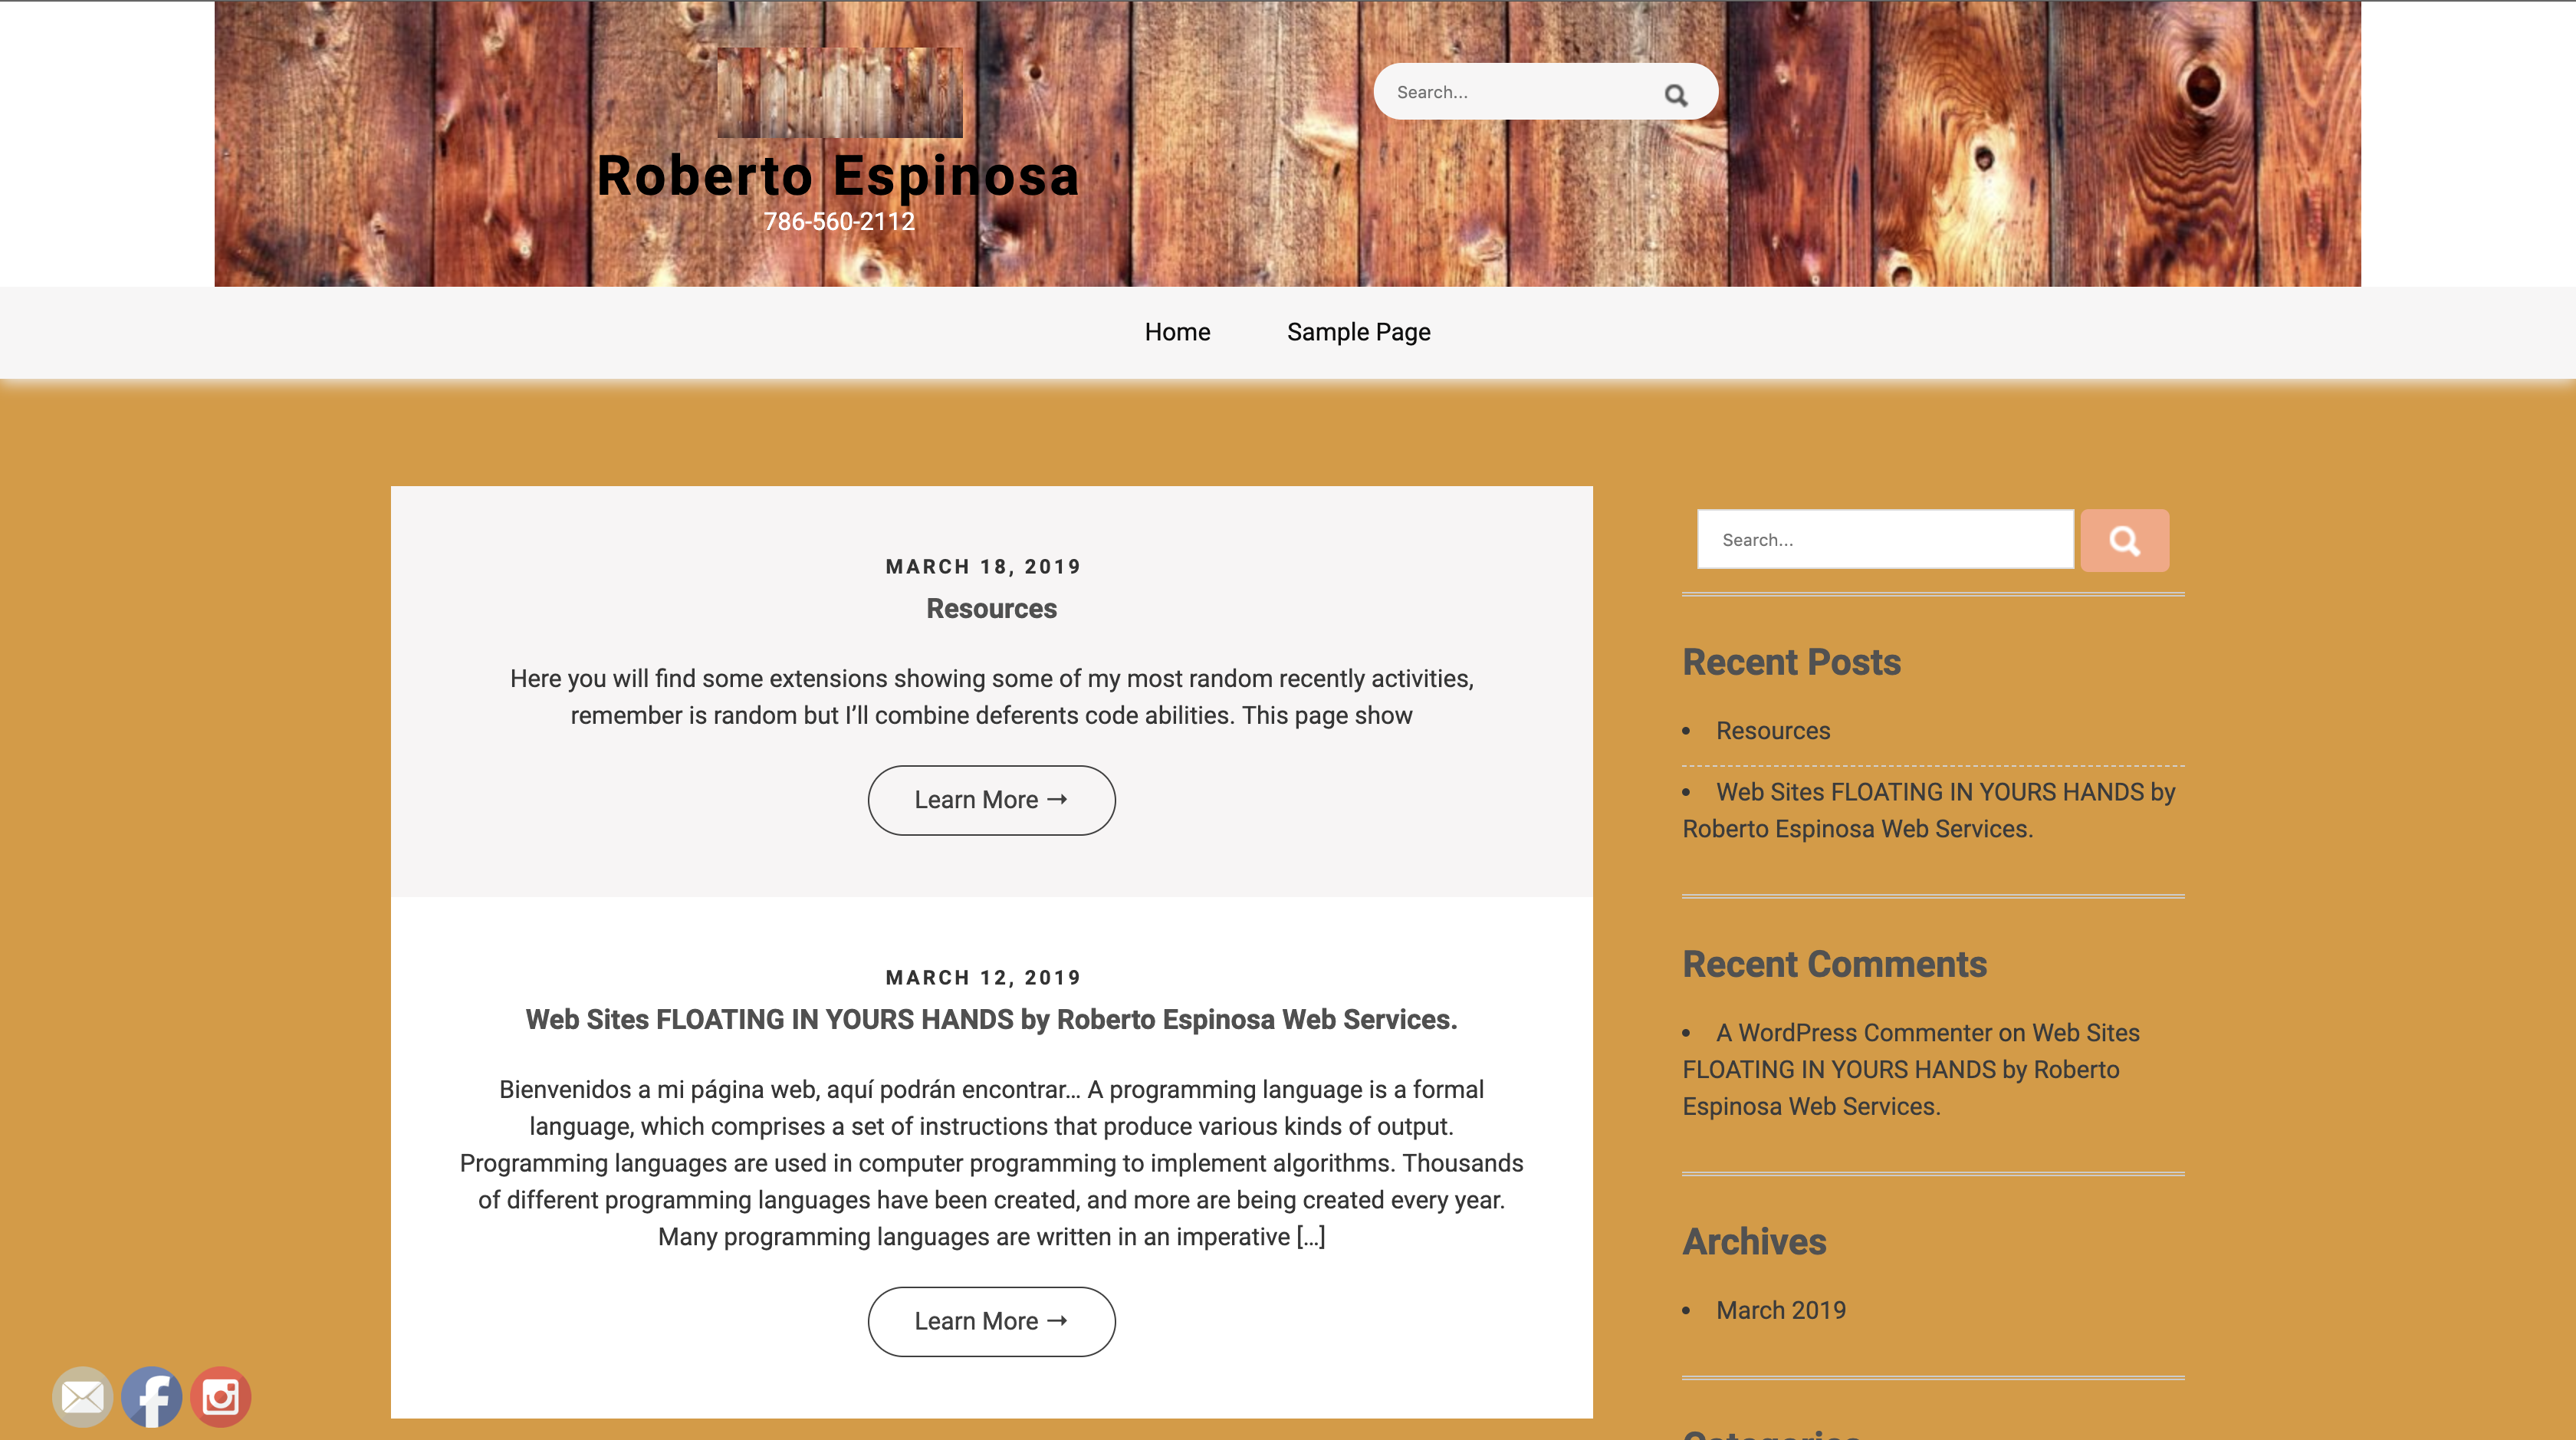 Search...
Roberto Espinosa
786-560-2112
Home
Sample Page
MARCH 18, 2019
Resources
Here you will find some extensions showing some of my most random recently activities,
remember is random but I’ll combine deferents code abilities. This page show
Learn More →
MARCH 12, 2019
Web Sites FLOATING IN YOURS HANDS by Roberto Espinosa Web Services.
Bienvenidos a mi página web, aquí podrán encontrar… A programming language is a formal
language, which comprises a set of instructions that produce various kinds of output.
Programming languages are used in computer programming to implement algorithms. Thousands
of different programming languages have been created, and more are being created every year.
Many programming languages are written in an imperative […]
Learn More →
Search...
Recent Posts
Resources
Web Sites FLOATING IN YOURS HANDS by
Roberto Espinosa Web Services.
Recent Comments
A WordPress Commenter on Web Sites
FLOATING IN YOURS HANDS by Roberto
Espinosa Web Services.
Archives
March 2019